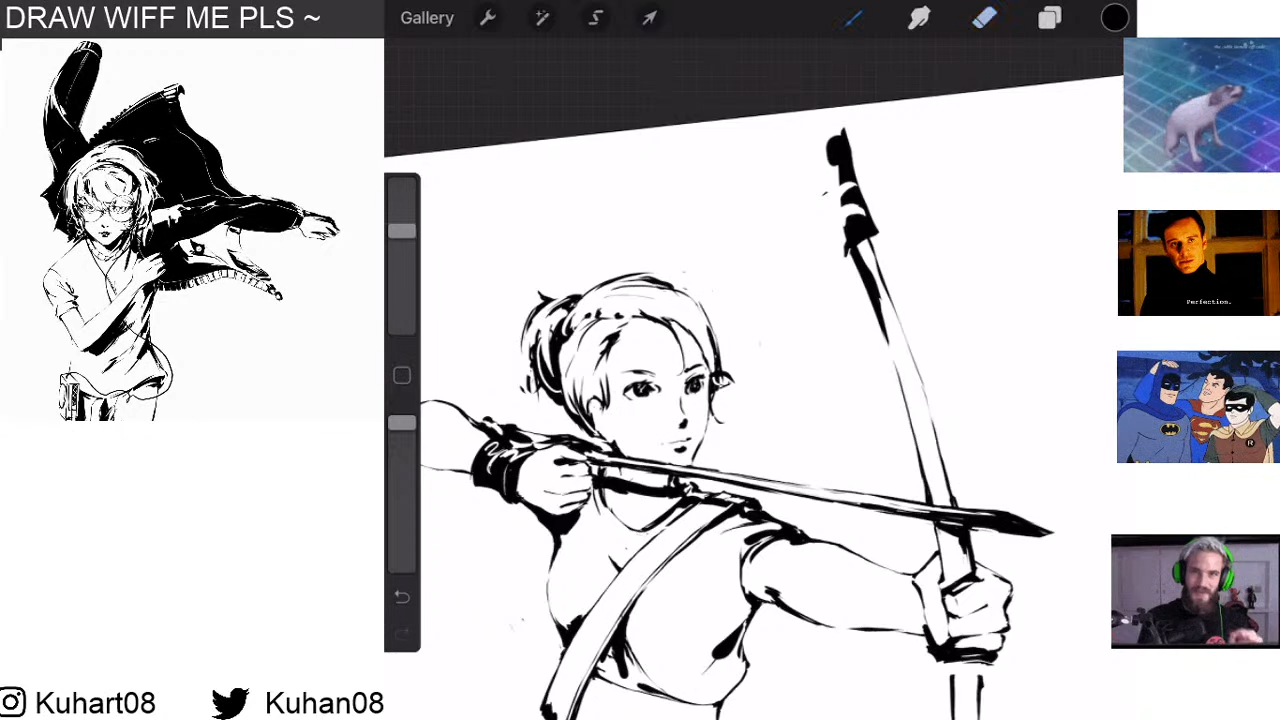 DRAW WIFF ME PLS ~
Gallery
Perfection.
Kuhart08
Kuhan08